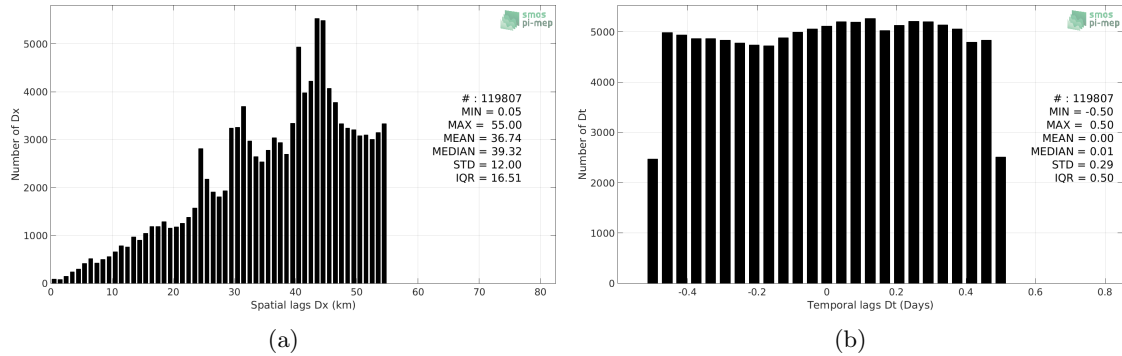 smos
pi-mep
5000
4000
3000
2000
1000
0
Number of Dx
# : 119807
MIN = 0.05
MAX = 55.00
MEAN = 36.74
MEDIAN = 39.32
STD = 12.00
IQR = 16.51
0 10 20 30 40 50 60 70 80
Spatial lags Dx (km)
(a)
smos
pi-mep
5000
4000
3000
2000
1000
0
Number of Dt
# : 119807
MIN = -0.50
MAX = 0.50
MEAN = 0.00
MEDIAN = 0.01
STD = 0.29
IQR = 0.50
-0.4 -0.2 0 0.2 0.4 0.6 0.8
Temporal lags Dt (Days)
(b)